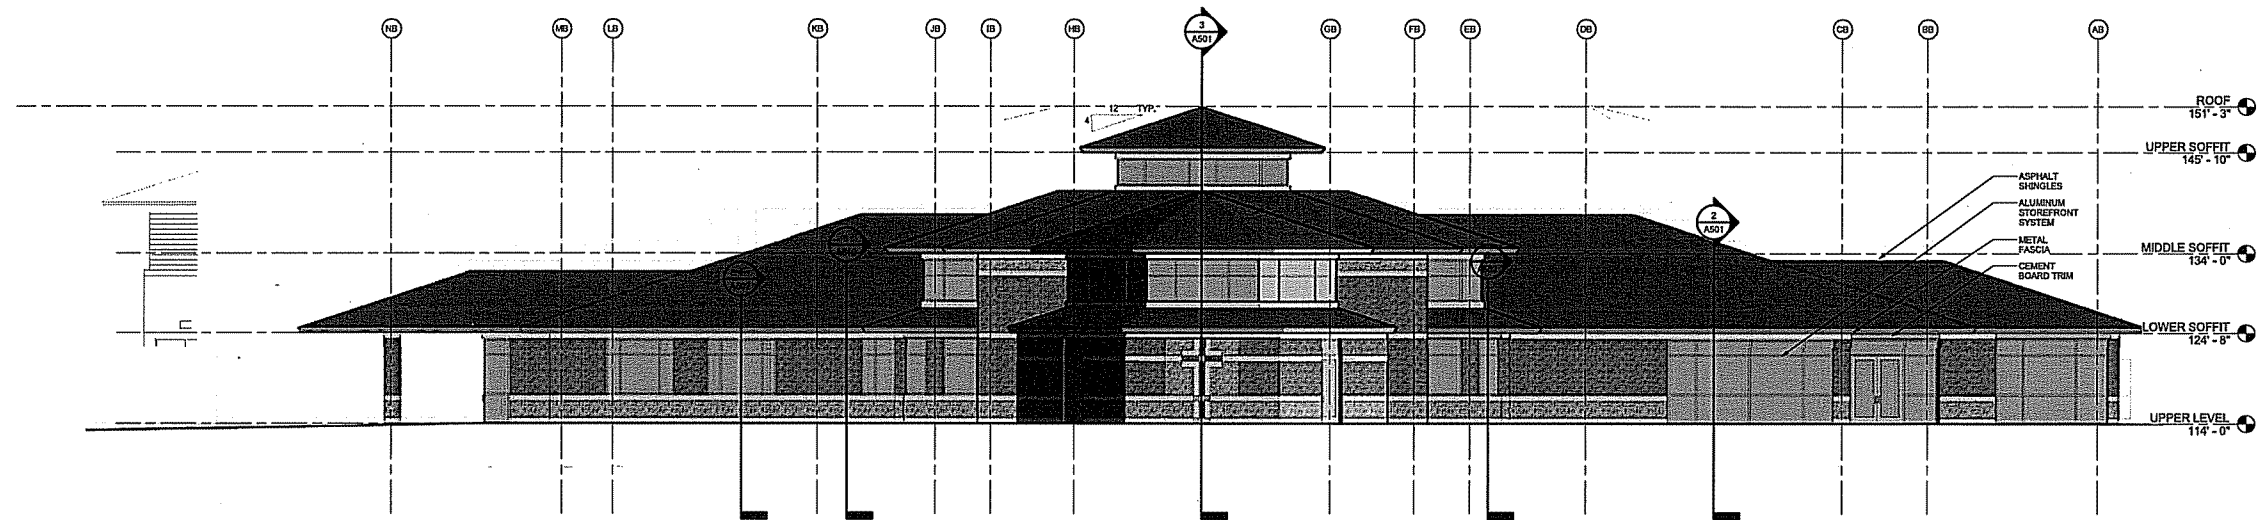 NB
MB
LB
KB
JB
IB
HB
3
A501
GB
FB
EB
DB
CB
BB
AB
12 TYP.
4
ROOF
151' - 3"
UPPER SOFFIT
145' - 10"
ASPHALT
SHINGLES
ALUMINUM
STOREFRONT
SYSTEM
2
A501
METAL
FASCIA
MIDDLE SOFFIT
134' - 0"
CEMENT
BOARD TRIM
LOWER SOFFIT
124' - 8"
UPPER LEVEL
114' - 0"